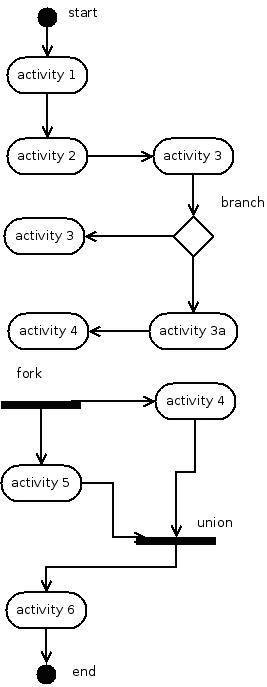 start
activity 1
activity 2
activity 3
branch
activity 3
activity 4
activity 3a
fork
activity 4
activity 5
union
activity 6
end